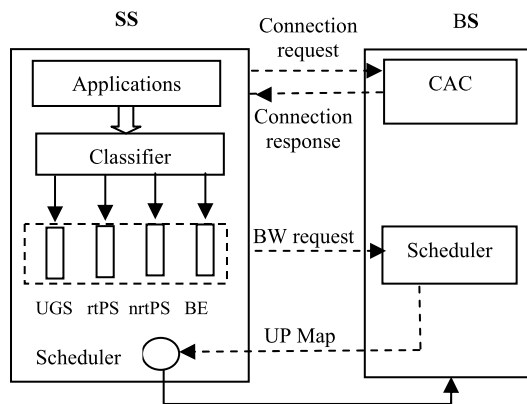 SS
BS
Connection
request
Applications
CAC
Connection
response
Classifier
BW request
Scheduler
UGS rtPS nrtPS BE
UP Map
Scheduler